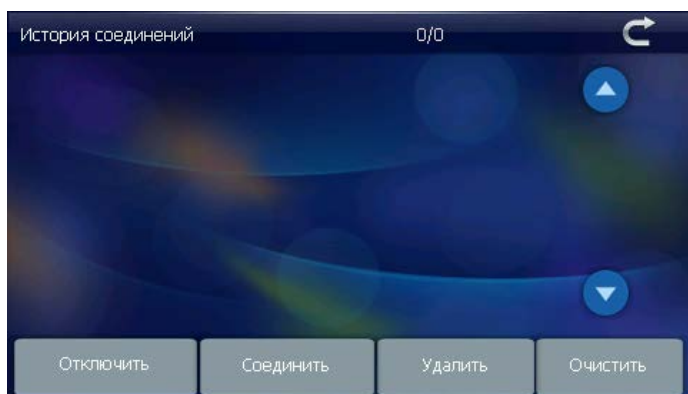 История соединений 0/0
Отключить Соединить Удалить Очистить